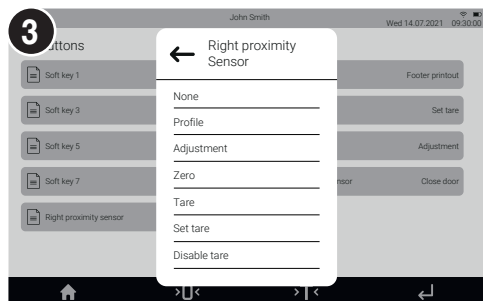 3
John Smith
Wed 14.07.2021 09:30:00
uttons
Right proximity
Sensor
Soft key 1
Footer printout
None
Soft key 3
Set tare
Profile
Soft key 5
Adjustment
Adjustment
Zero
Soft key 7
nsor
Close door
Tare
Right proximity sensor
Set tare
Disable tare